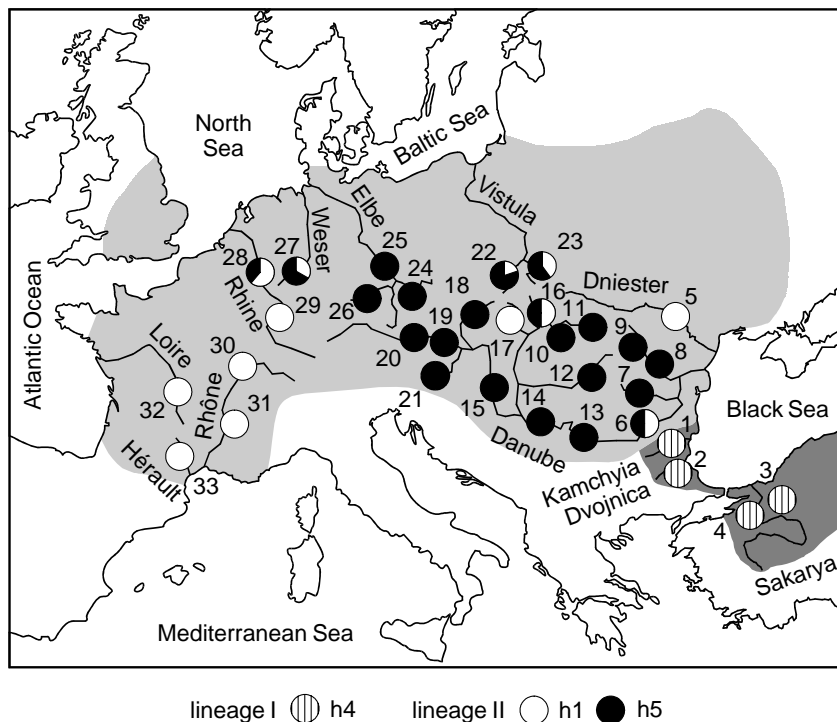 North
Sea
Baltic Sea
Atlantic Ocean
Elbe
Weser
Vistula
Rhine
Dniester
Loire
Rhône
Hérault
Danube
Black Sea
Kamchyia
Dvojnica
Sakarya
Mediterranean Sea
28
27
25
24
26
29
30
31
32
33
22
23
18
19
16
11
5
20
17
10
9
8
21
15
12
7
14
13
6
1
2
3
4
lineage I h4 lineage II h1 h5